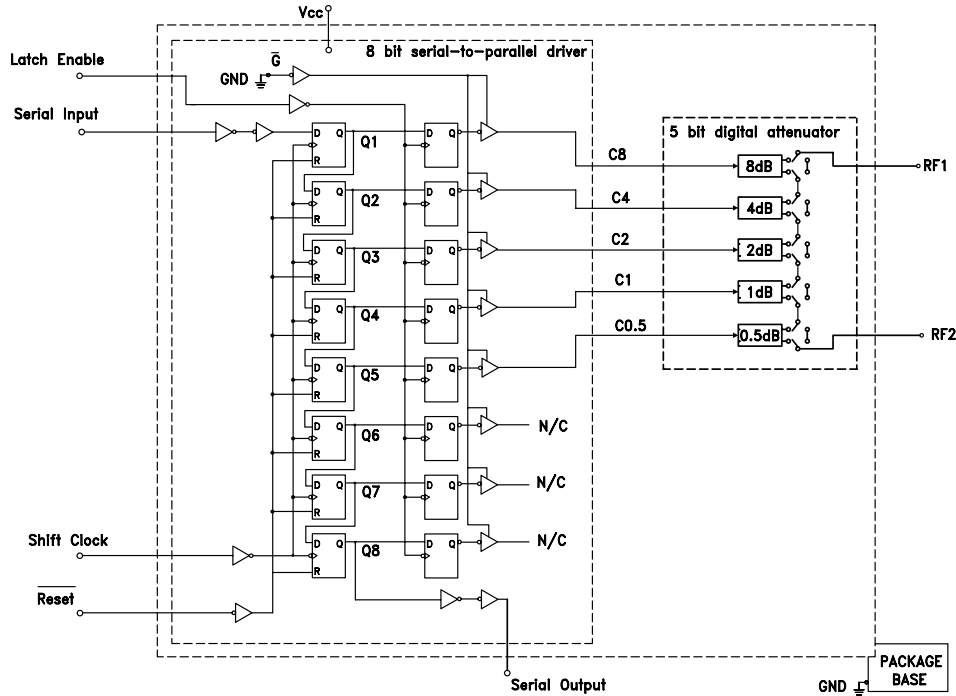 Vcc
8 bit serial-to-parallel driver
Latch Enable
G
GND
Serial Input
D Q
R
Q1
D Q
C8
5 bit digital attenuator
8dB
RF1
D Q
R
Q2
D Q
C4
4dB
D Q
R
Q3
D Q
C2
2dB
D Q
R
Q4
D Q
C1
1dB
D Q
R
Q5
D Q
C0.5
0.5dB
RF2
D Q
R
Q6
D Q
N/C
D Q
R
Q7
D Q
N/C
Shift Clock
D Q
R
Q8
D Q
N/C
Reset
Serial Output
GND
PACKAGE
BASE